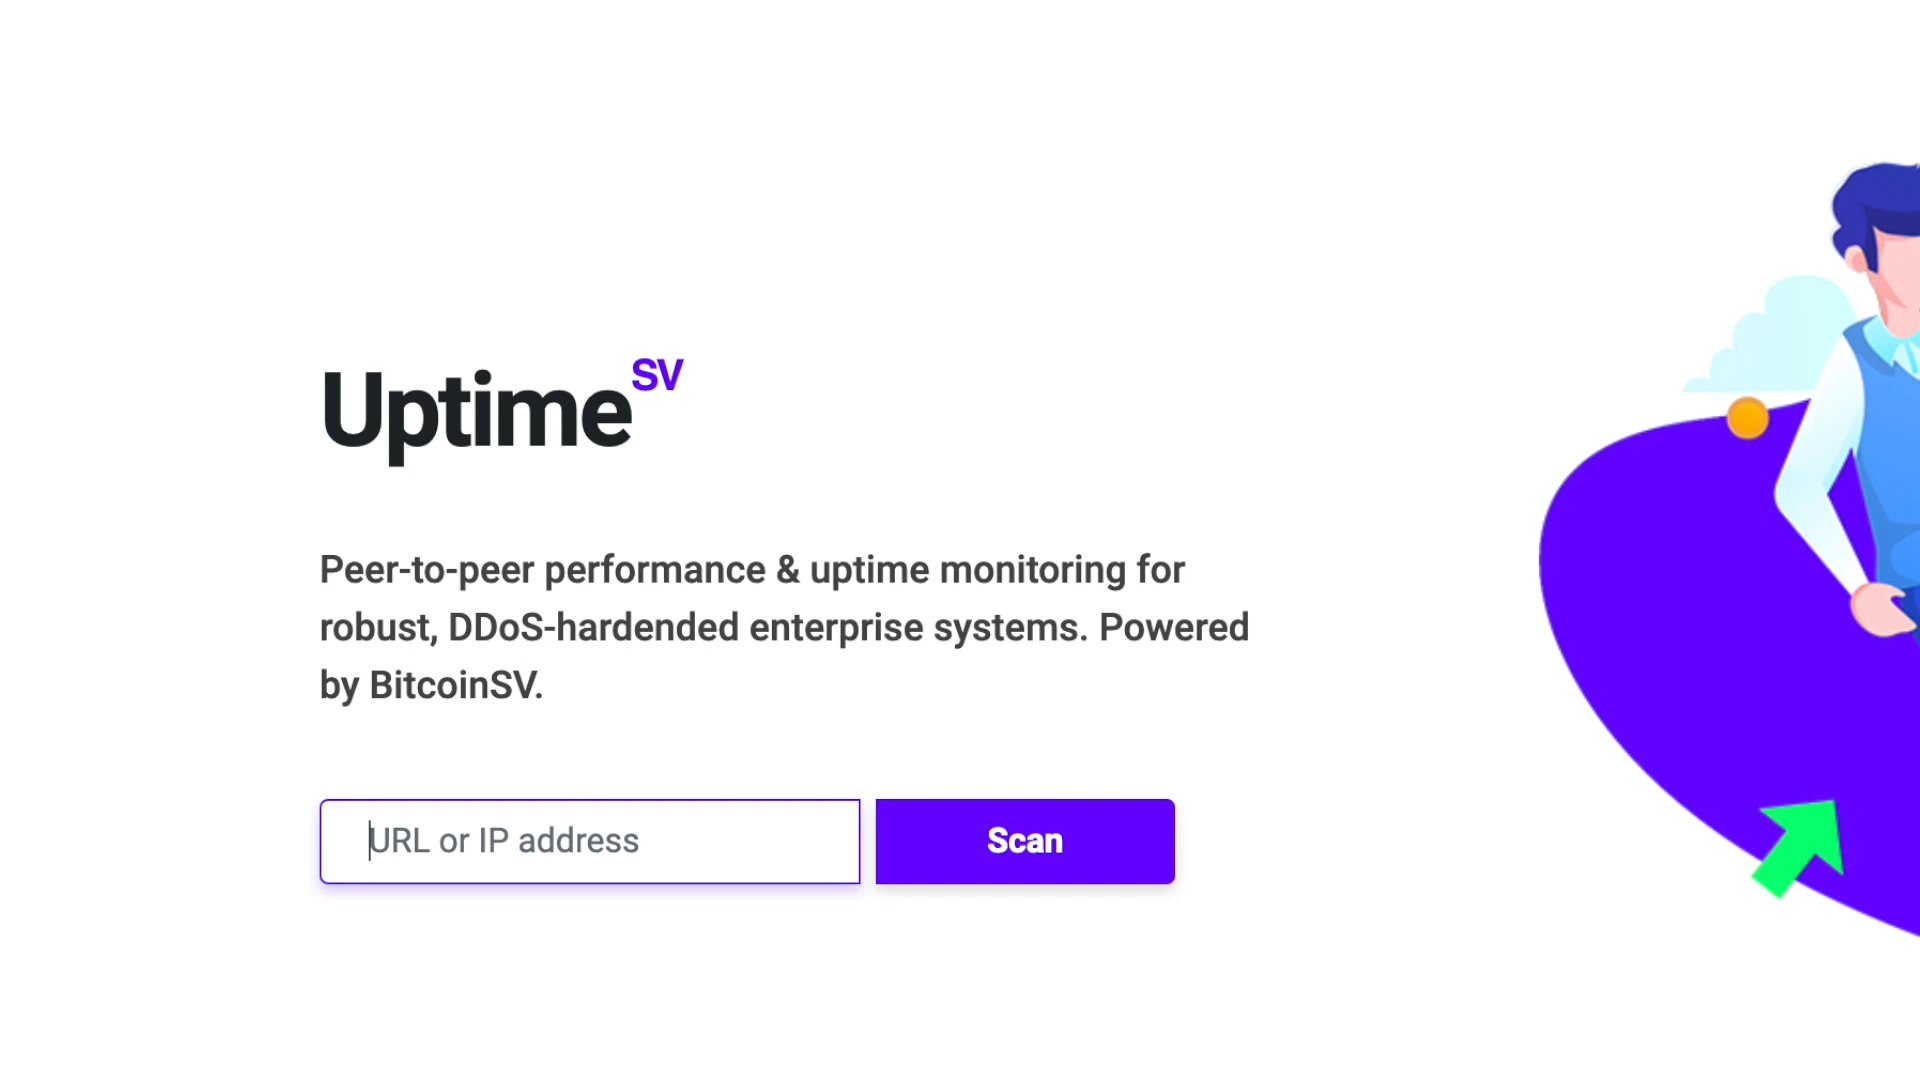 Uptime SV
Peer-to-peer performance & uptime monitoring for
robust, DDoS-hardended enterprise systems. Powered
by BitcoinSV.
URL or IP address
Scan